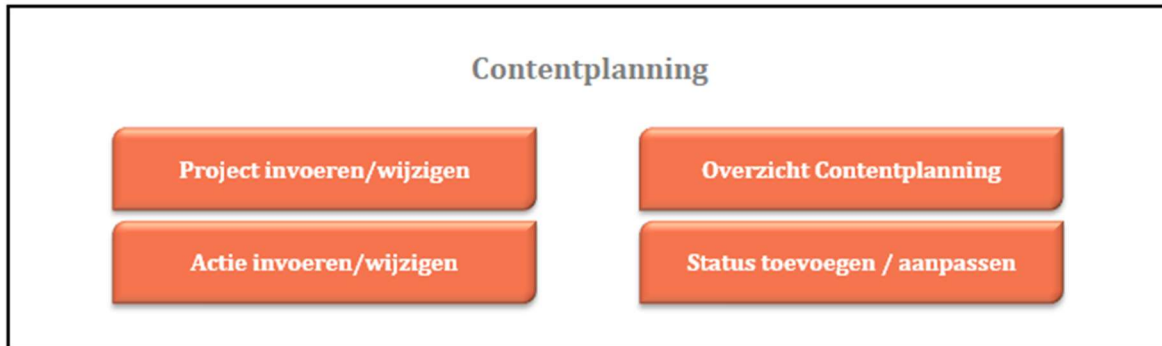 Contentplanning
Project invoeren/wijzigen
Overzicht Contentplanning
Actie invoeren/wijzigen
Status toevoegen / aanpassen